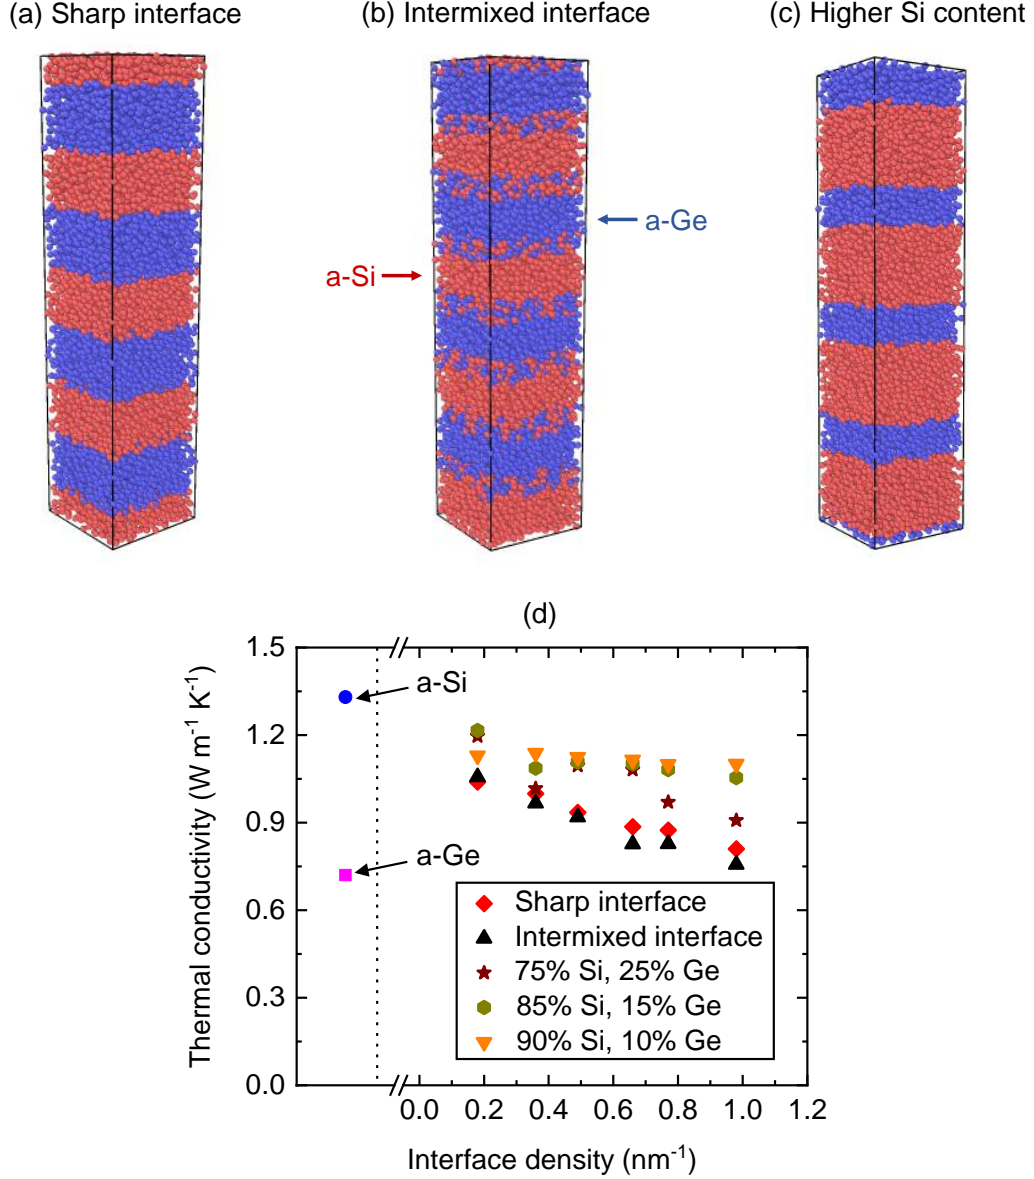 (a) Sharp interface
(b) Intermixed interface
(c) Higher Si content
a-Ge
a-Si
(d)
Thermal conductivity (W m⁻¹ K⁻¹)
1.5
1.2
0.9
0.6
0.3
0.0
a-Si
a-Ge
Sharp interface
Intermixed interface
75% Si, 25% Ge
85% Si, 15% Ge
90% Si, 10% Ge
0.0 0.2 0.4 0.6 0.8 1.0 1.2
Interface density (nm⁻¹)